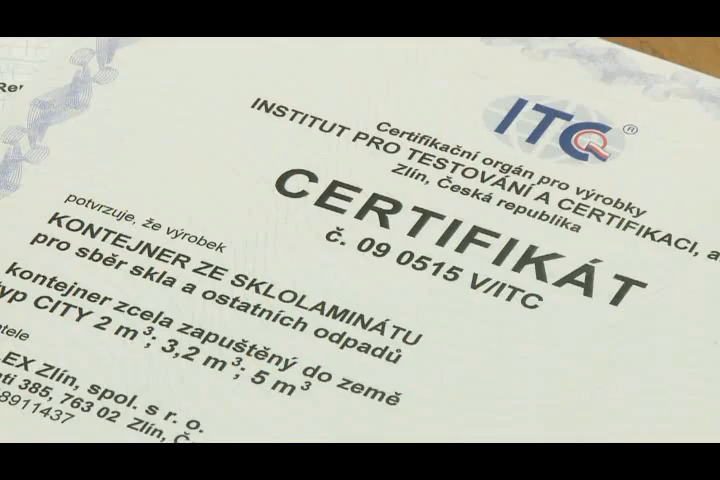 ITC ®
Certifikační orgán pro výrobky
INSTITUT PRO TESTOVÁNÍ A CERTIFIKACI, a
Zlín, Česká republika
CERTIFIKÁT
č. 09 0515 V/ITC
potvrzuje, že výrobek
KONTEJNER ZE SKLOLAMINÁTU
pro sběr skla a ostatních odpadů
kontejner zcela zapuštěný do země
typ CITY 2 m³; 3,2 m³; 5 m³
EX Zlín, spol. s r. o.
385, 763 02 Zlín, Č
8911437